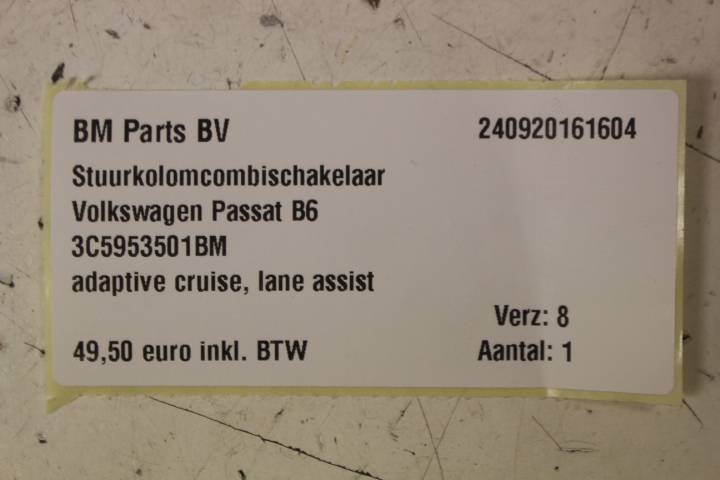 BM Parts BV 240920161604
Stuurkolomcombischakelaar
Volkswagen Passat B6
3C5953501BM
adaptive cruise, lane assist
Verz: 8
49,50 euro inkl. BTW Aantal: 1